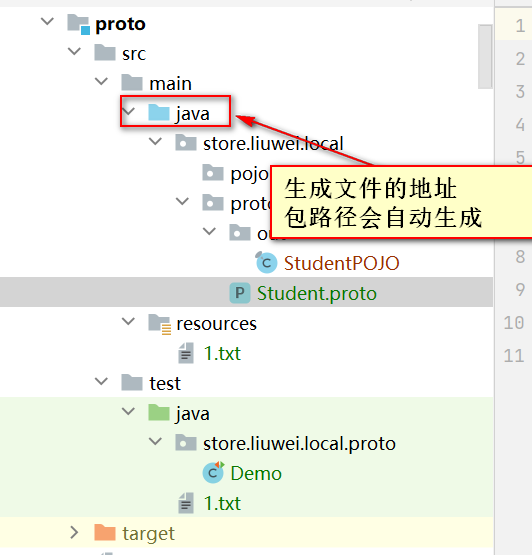 proto
1
src
2
main
3
java
4
store.liuwei.local
5
pojo
生成文件的地址
包路径会自动生成
proto
StudentPOJO
8
Student.proto
9
resources
10
1.txt
11
test
java
store.liuwei.local.proto
Demo
1.txt
target